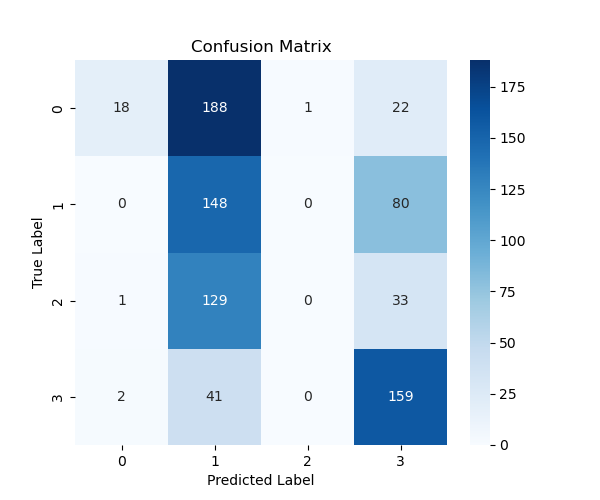 Confusion Matrix
True Label
0 18 188 1 22
1 0 148 0 80
2 1 129 0 33
3 2 41 0 159
0 1 2 3
Predicted Label
175
150
125
100
75
50
25
0